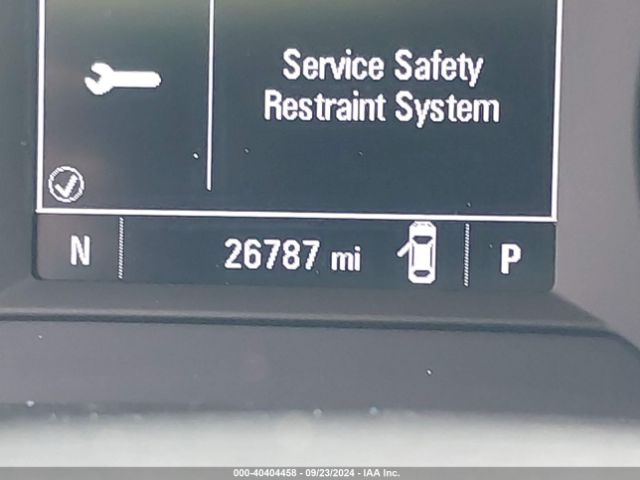 Service Safety
Restraint System
N 26787 mi P
000-40404458 - 09/23/2024 - IAA Inc.